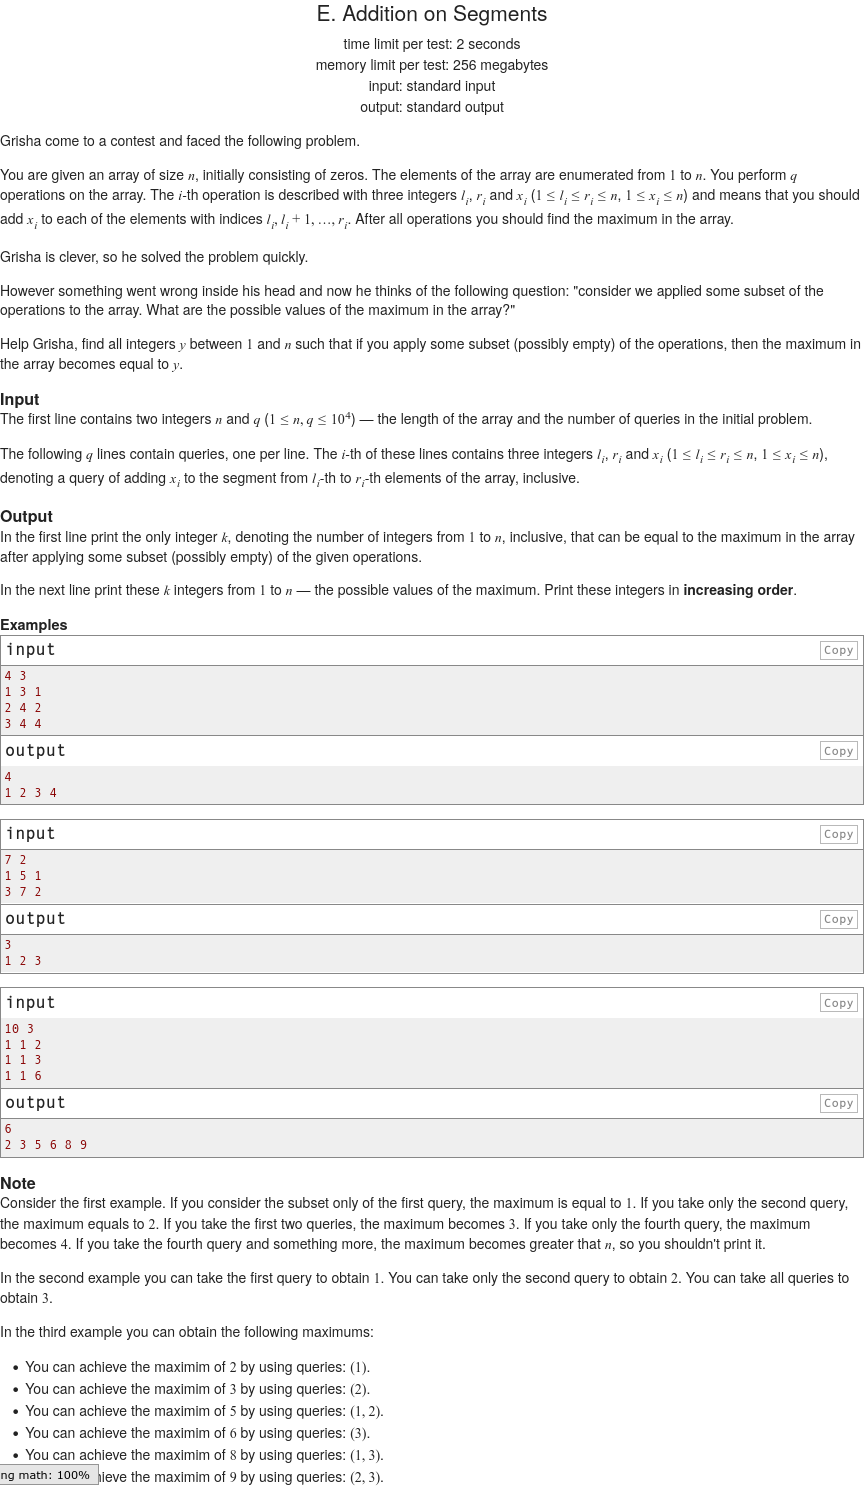 E. Addition on Segments
time limit per test: 2 seconds
memory limit per test: 256 megabytes
input: standard input
output: standard output
Grisha come to a contest and faced the following problem.
You are given an array of size n, initially consisting of zeros. The elements of the array are enumerated from 1 to n. You perform q
operations on the array. The i-th operation is described with three integers l_i, r_i and x_i (1 ≤ l_i ≤ r_i ≤ n, 1 ≤ x_i ≤ n) and means that you should
add x_i to each of the elements with indices l_i, l_i + 1, …, r_i. After all operations you should find the maximum in the array.
Grisha is clever, so he solved the problem quickly.
However something went wrong inside his head and now he thinks of the following question: "consider we applied some subset of the
operations to the array. What are the possible values of the maximum in the array?"
Help Grisha, find all integers y between 1 and n such that if you apply some subset (possibly empty) of the operations, then the maximum in
the array becomes equal to y.
Input
The first line contains two integers n and q (1 ≤ n, q ≤ 10^4) — the length of the array and the number of queries in the initial problem.
The following q lines contain queries, one per line. The i-th of these lines contains three integers l_i, r_i and x_i (1 ≤ l_i ≤ r_i ≤ n, 1 ≤ x_i ≤ n),
denoting a query of adding x_i to the segment from l_i-th to r_i-th elements of the array, inclusive.
Output
In the first line print the only integer k, denoting the number of integers from 1 to n, inclusive, that can be equal to the maximum in the array
after applying some subset (possibly empty) of the given operations.
In the next line print these k integers from 1 to n — the possible values of the maximum. Print these integers in increasing order.
Examples
input Copy
4 3
1 3 1
2 4 2
3 4 4
output Copy
4
1 2 3 4
input Copy
7 2
1 5 1
3 7 2
output Copy
3
1 2 3
input Copy
10 3
1 1 2
1 1 3
1 1 6
output Copy
6
2 3 5 6 8 9
Note
Consider the first example. If you consider the subset only of the first query, the maximum is equal to 1. If you take only the second query,
the maximum equals to 2. If you take the first two queries, the maximum becomes 3. If you take only the fourth query, the maximum
becomes 4. If you take the fourth query and something more, the maximum becomes greater that n, so you shouldn't print it.
In the second example you can take the first query to obtain 1. You can take only the second query to obtain 2. You can take all queries to
obtain 3.
In the third example you can obtain the following maximums:
• You can achieve the maximim of 2 by using queries: (1).
• You can achieve the maximim of 3 by using queries: (2).
• You can achieve the maximim of 5 by using queries: (1, 2).
• You can achieve the maximim of 6 by using queries: (3).
• You can achieve the maximim of 8 by using queries: (1, 3).
ng math: 100% hieve the maximim of 9 by using queries: (2, 3).